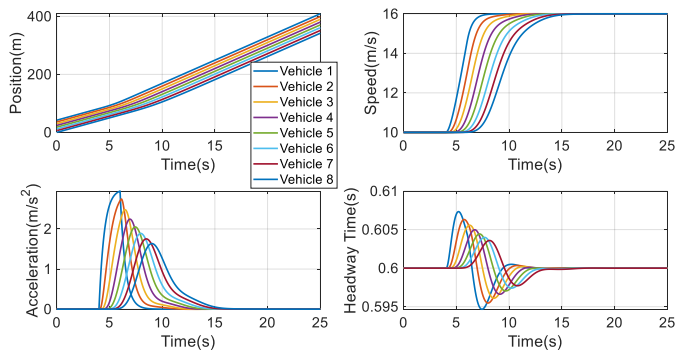 400
200
0
Position(m)
0 5 10 15
Time(s)
Vehicle 1
Vehicle 2
Vehicle 3
Vehicle 4
Vehicle 5
Vehicle 6
Vehicle 7
Vehicle 8
16
14
12
10
Speed(m/s)
0 5 10 15 20 25
Time(s)
2
1
0
Acceleration(m/s²)
0 5 10 15 20 25
Time(s)
0.61
0.605
0.6
0.595
Headway Time(s)
0 5 10 15 20 25
Time(s)